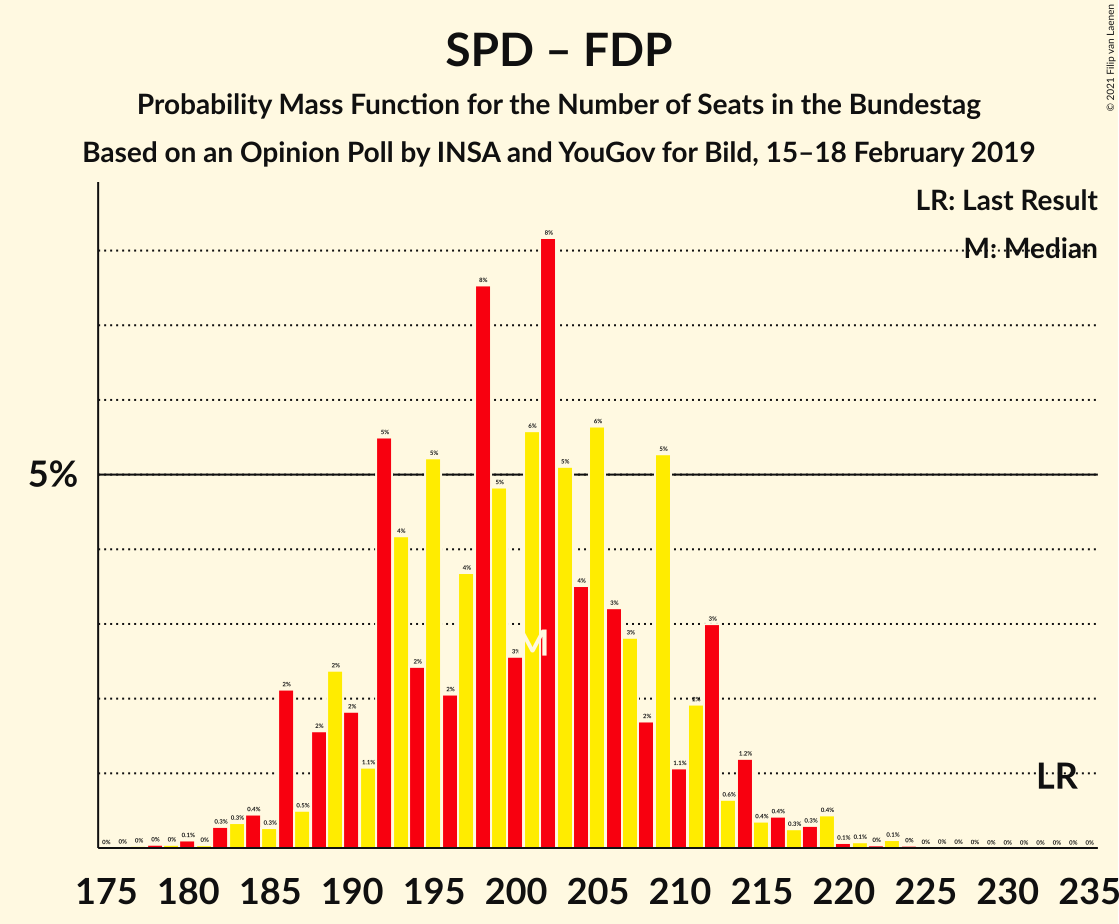 SPD – FDP
Probability Mass Function for the Number of Seats in the Bundestag
Based on an Opinion Poll by INSA and YouGov for Bild, 15–18 February 2019
© 2021 Filip van Laenen
LR: Last Result
M: Median
5%
0% 0% 0% 0% 0% 0.1% 0% 0.3% 0.3% 0.4% 0.3% 2% 0.5% 2% 2% 2% 1.1% 5% 4% 2% 5% 2% 4% 8% 5% 3% 6% 8% 5% 4% 6% 3% 3% 2% 5% 1.1% 2% 3% 0.6% 1.2% 0.4% 0.4% 0.3% 0.3% 0.4% 0.1% 0.1% 0% 0.1% 0% 0% 0% 0% 0% 0% 0% 0% 0% 0% 0% 0%
M
LR
175 180 185 190 195 200 205 210 215 220 225 230 235